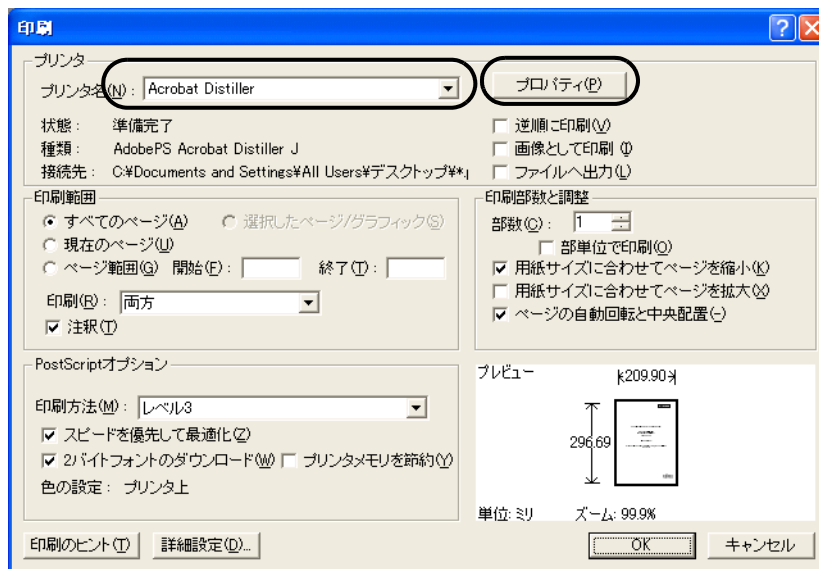 印刷
プリンタ
プリンタ名(N): Acrobat Distiller
プロパティ(P)
状態: 準備完了
種類: AdobePS Acrobat Distiller J
接続先: C:¥Documents and Settings¥All Users¥デスクトップ¥*.
逆順に印刷(V)
画像として印刷(I)
ファイルへ出力(L)
印刷範囲
すべてのページ(A) 選択したページ/グラフィック(S)
現在のページ(U)
ページ範囲(G) 開始(F): 終了(T):
印刷(R): 両方
注釈(T)
印刷部数と調整
部数(C): 1
部単位で印刷(O)
用紙サイズに合わせてページを縮小(K)
用紙サイズに合わせてページを拡大(X)
ページの自動回転と中央配置(-)
PostScriptオプション
印刷方法(M): レベル3
スピードを優先して最適化(Z)
2バイトフォントのダウンロード(W) プリンタメモリを節約(Y)
色の設定: プリンタ上
プレビュー
209.90
296.69
単位: ミリ ズーム: 99.9%
印刷のヒント(T) 詳細設定(D)... OK キャンセル